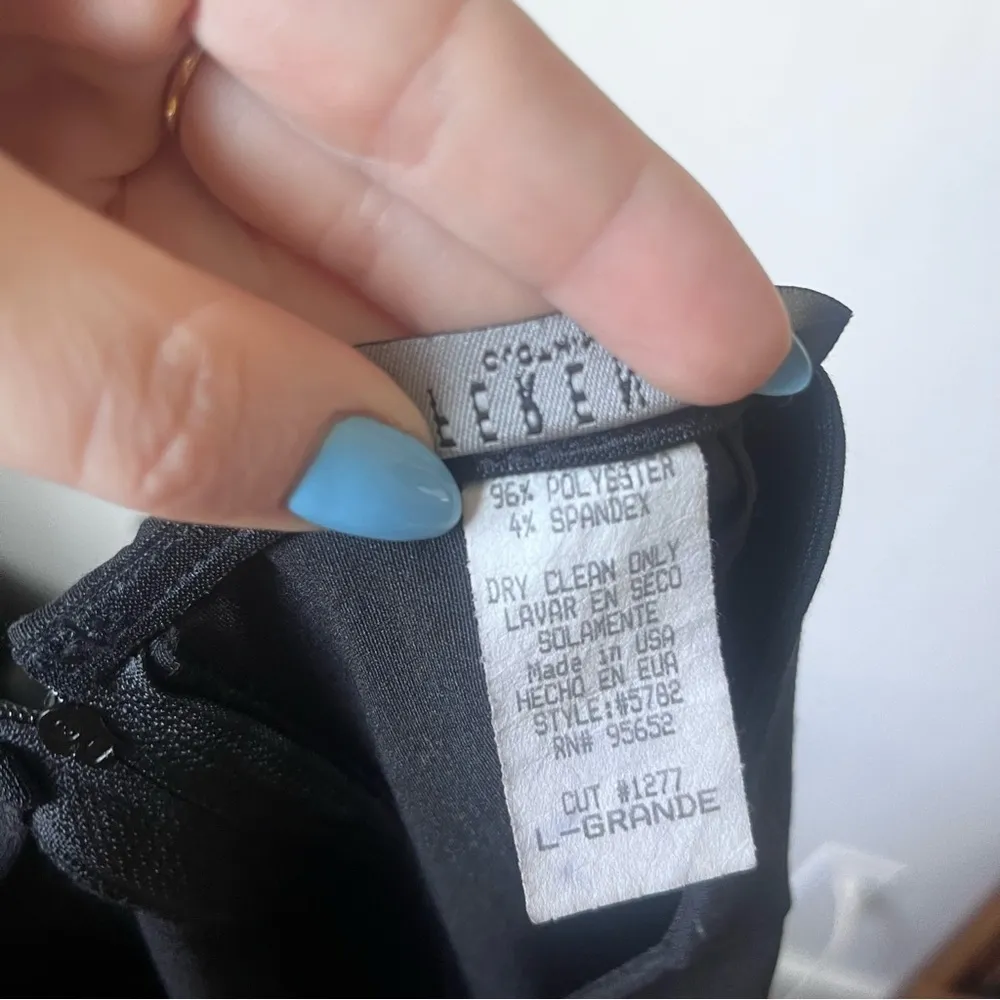 96% POLYESTER
4% SPANDEX
DRY CLEAN ONLY
LAVAR EN SECO
SOLAMENTE
Made in USA
HECHO EN EUA
STYLE:#5782
RN# 95652
CUT #1277
L-GRANDE